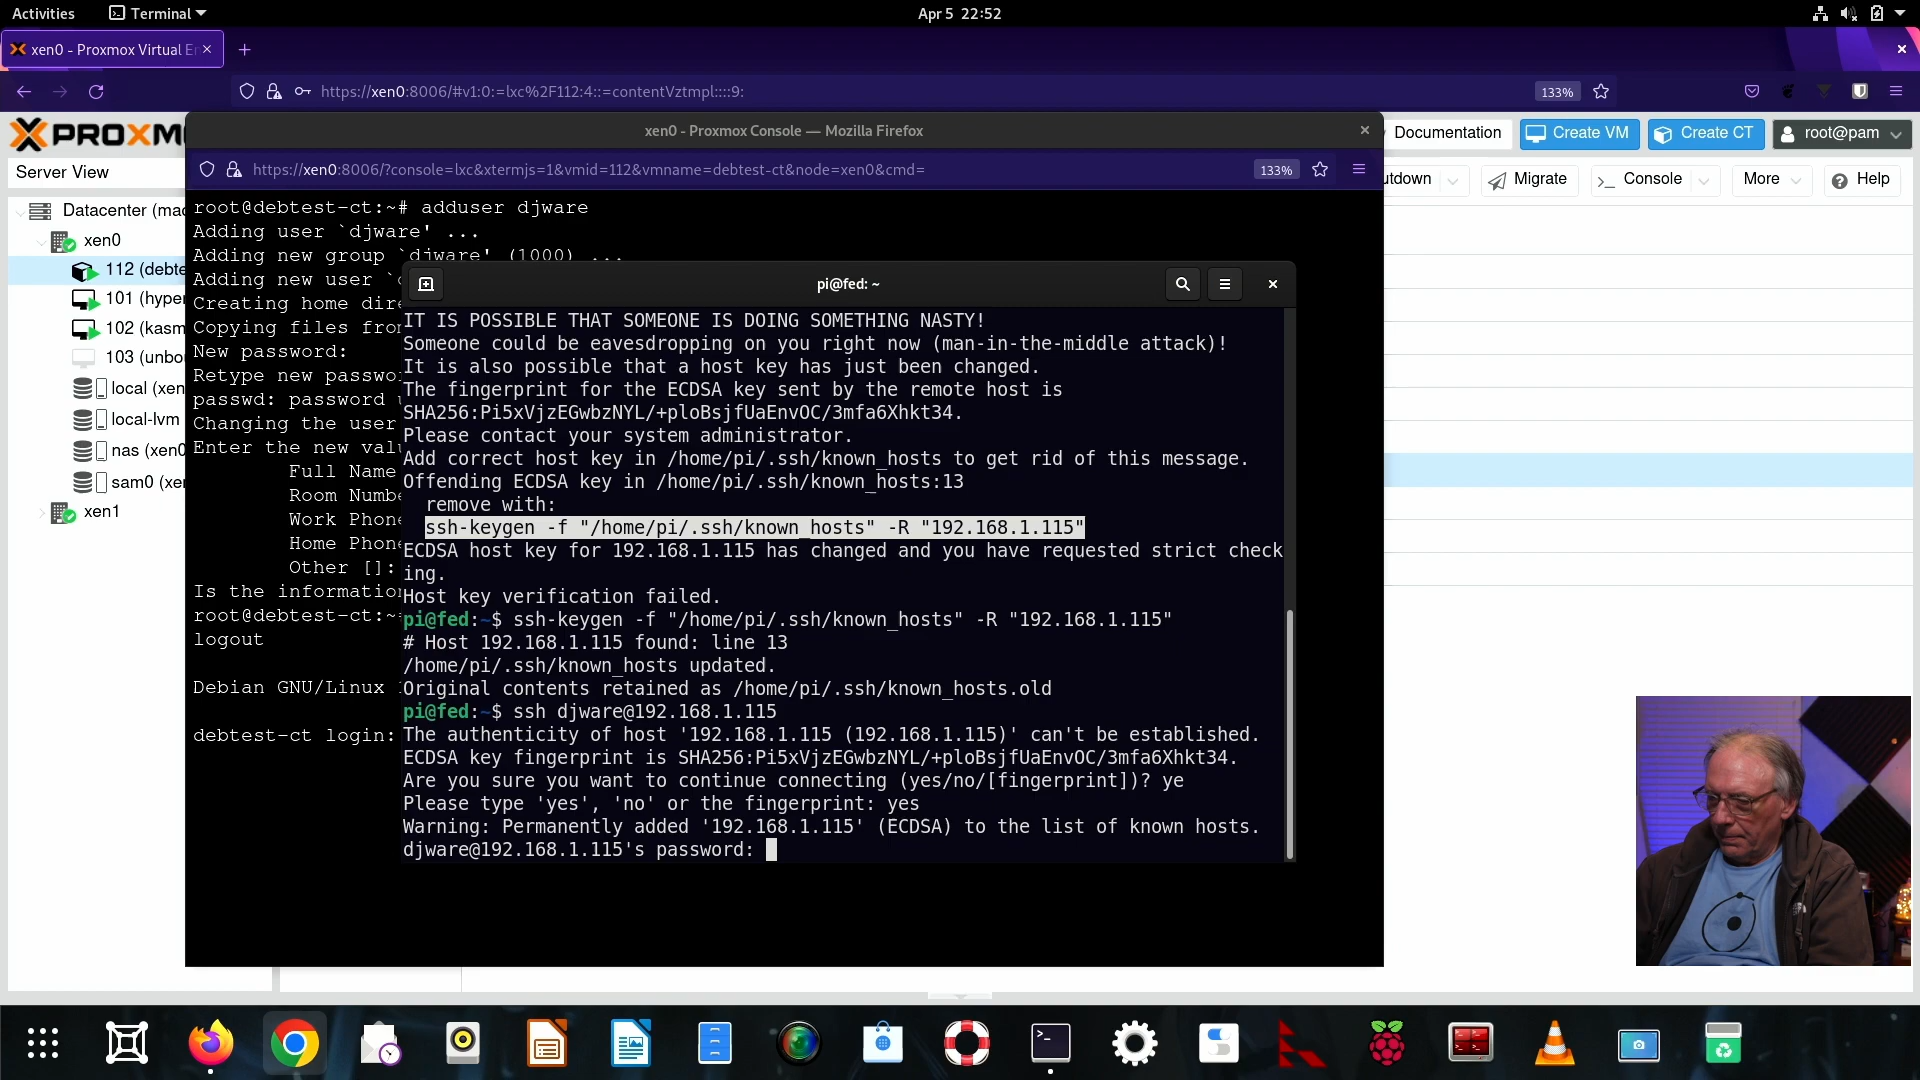 Activities
Terminal
Apr 5 22:52
xen0 - Proxmox Virtual En
https://xen0:8006/#v1:0:=lxc%2F112:4::=contentVztmpl::::9:
133%
PROXM
Documentation
Create VM
Create CT
root@pam
Server View
tdown
Migrate
Console
More
Help
Datacenter (mac
xen0
112 (debte
101 (hyper
102 (kasm
103 (unbou
local (xen
local-lvm
nas (xen0
sam0 (xen
xen1
xen0 - Proxmox Console — Mozilla Firefox
https://xen0:8006/?console=lxc&xtermjs=1&vmid=112&vmname=debtest-ct&node=xen0&cmd=
133%
root@debtest-ct:~# adduser djware
Adding user `djware' ...
Adding new group `djware' (1000) ...
Adding new user `
Creating home dire
Copying files from
New password:
Retype new passwor
passwd: password u
Changing the user
Enter the new valu
Full Name
Room Numbe
Work Phone
Home Phone
Other []:
Is the information
root@debtest-ct:~
logout
Debian GNU/Linux
debtest-ct login:
pi@fed: ~
IT IS POSSIBLE THAT SOMEONE IS DOING SOMETHING NASTY!
Someone could be eavesdropping on you right now (man-in-the-middle attack)!
It is also possible that a host key has just been changed.
The fingerprint for the ECDSA key sent by the remote host is
SHA256:Pi5xVjzEGwbzNYL/+ploBsjfUaEnvOC/3mfa6Xhkt34.
Please contact your system administrator.
Add correct host key in /home/pi/.ssh/known_hosts to get rid of this message.
Offending ECDSA key in /home/pi/.ssh/known_hosts:13
remove with:
ssh-keygen -f "/home/pi/.ssh/known_hosts" -R "192.168.1.115"
ECDSA host key for 192.168.1.115 has changed and you have requested strict check
ing.
Host key verification failed.
pi@fed:~$ ssh-keygen -f "/home/pi/.ssh/known_hosts" -R "192.168.1.115"
# Host 192.168.1.115 found: line 13
/home/pi/.ssh/known_hosts updated.
Original contents retained as /home/pi/.ssh/known_hosts.old
pi@fed:~$ ssh djware@192.168.1.115
The authenticity of host '192.168.1.115 (192.168.1.115)' can't be established.
ECDSA key fingerprint is SHA256:Pi5xVjzEGwbzNYL/+ploBsjfUaEnvOC/3mfa6Xhkt34.
Are you sure you want to continue connecting (yes/no/[fingerprint])? ye
Please type 'yes', 'no' or the fingerprint: yes
Warning: Permanently added '192.168.1.115' (ECDSA) to the list of known hosts.
djware@192.168.1.115's password: